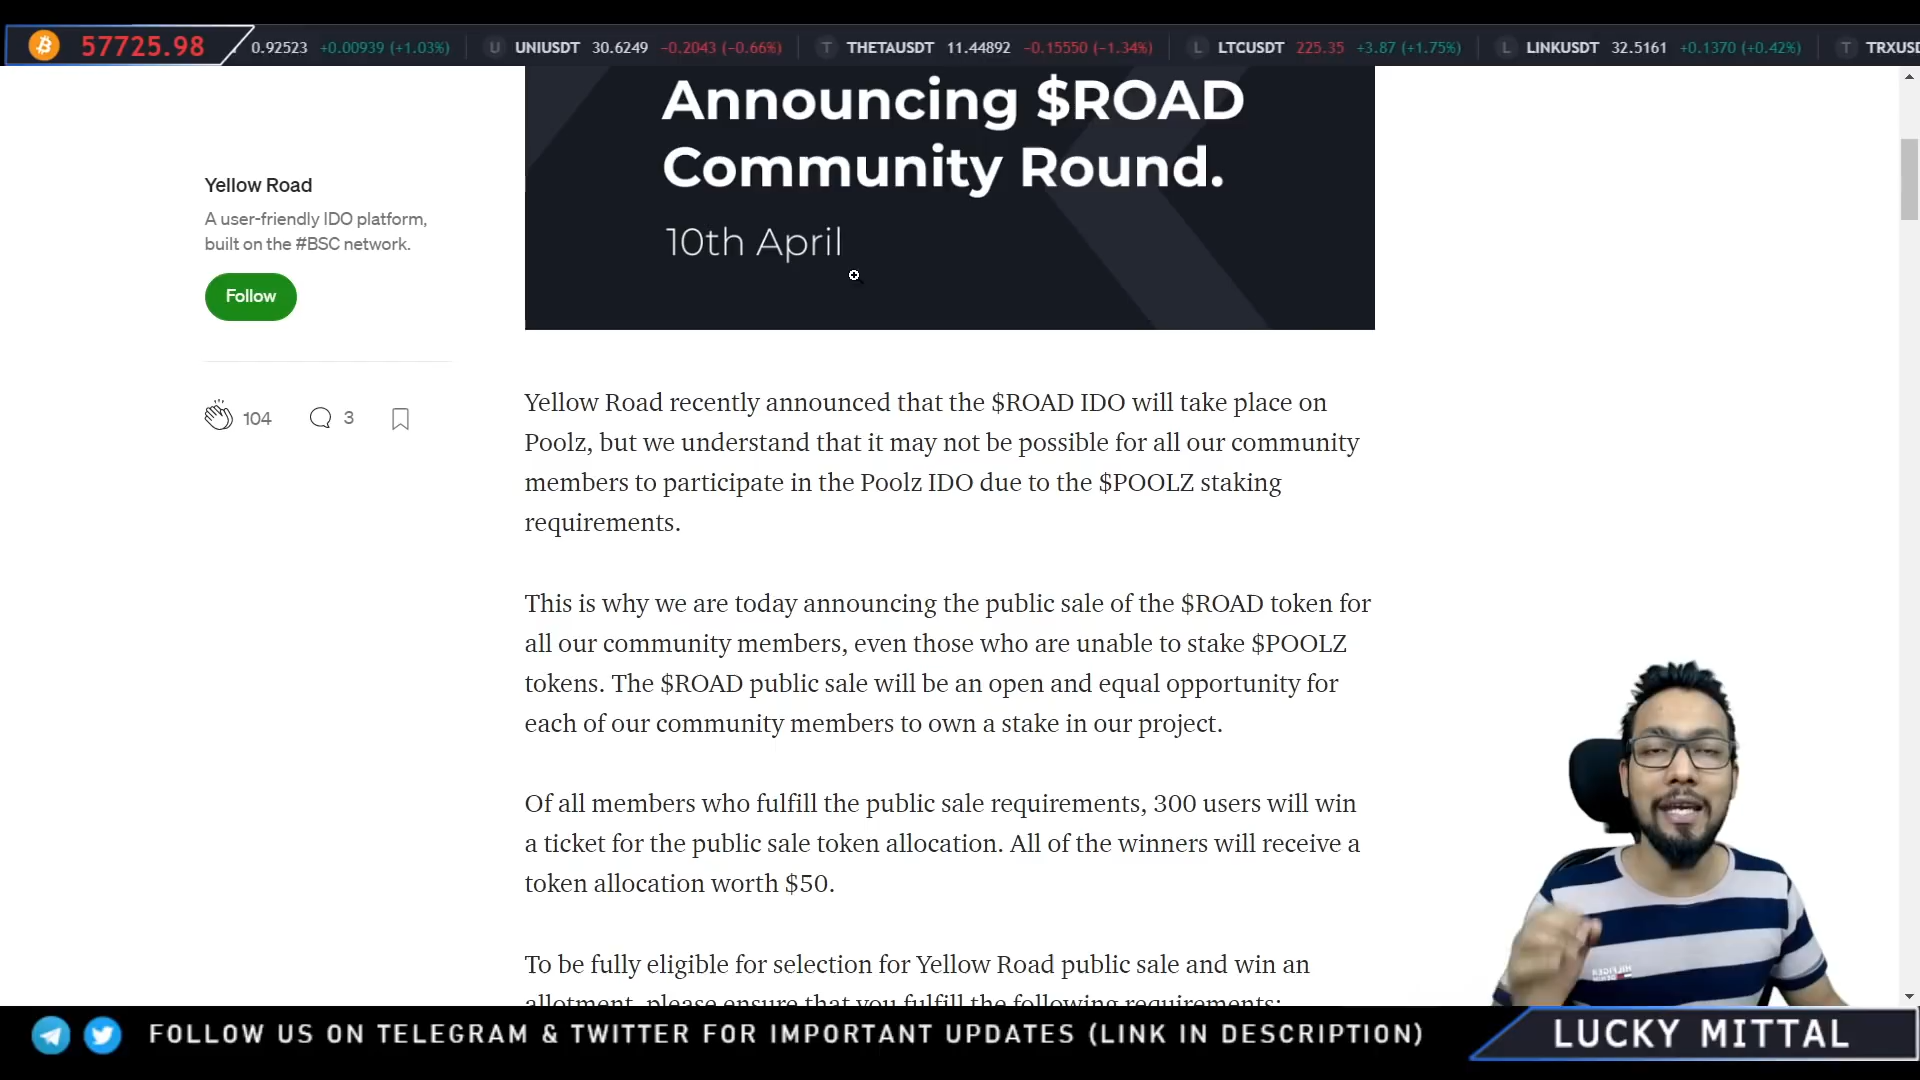 57725.98 0.92523 +0.00939 (+1.03%) U UNIUSDT 30.6249 −0.2043 (−0.66%) T THETAUSDT 11.44892 −0.15550 (−1.34%) L LTCUSDT 225.35 +3.87 (+1.75%) L LINKUSDT 32.5161 +0.1370 (+0.42%) T TRXUSD
Announcing $ROAD
Community Round.
10th April
Yellow Road
A user-friendly IDO platform,
built on the #BSC network.
Follow
104 3
Yellow Road recently announced that the $ROAD IDO will take place on
Poolz, but we understand that it may not be possible for all our community
members to participate in the Poolz IDO due to the $POOLZ staking
requirements.
This is why we are today announcing the public sale of the $ROAD token for
all our community members, even those who are unable to stake $POOLZ
tokens. The $ROAD public sale will be an open and equal opportunity for
each of our community members to own a stake in our project.
Of all members who fulfill the public sale requirements, 300 users will win
a ticket for the public sale token allocation. All of the winners will receive a
token allocation worth $50.
To be fully eligible for selection for Yellow Road public sale and win an
allotment, please ensure that you fulfill the following requirements:
FOLLOW US ON TELEGRAM & TWITTER FOR IMPORTANT UPDATES (LINK IN DESCRIPTION)
LUCKY MITTAL